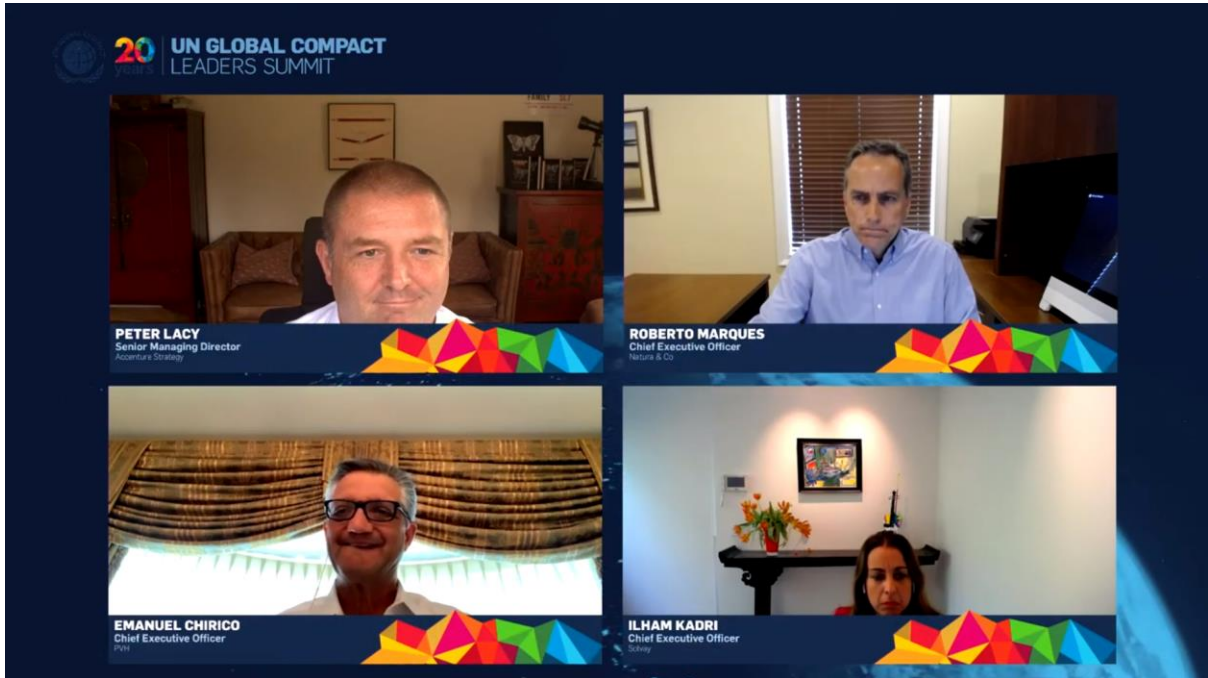 20
years
UN GLOBAL COMPACT
LEADERS SUMMIT
PETER LACY
Senior Managing Director
Accenture Strategy
ROBERTO MARQUES
Chief Executive Officer
Natura & Co
EMANUEL CHIRICO
Chief Executive Officer
PVH
ILHAM KADRI
Chief Executive Officer
Solvay